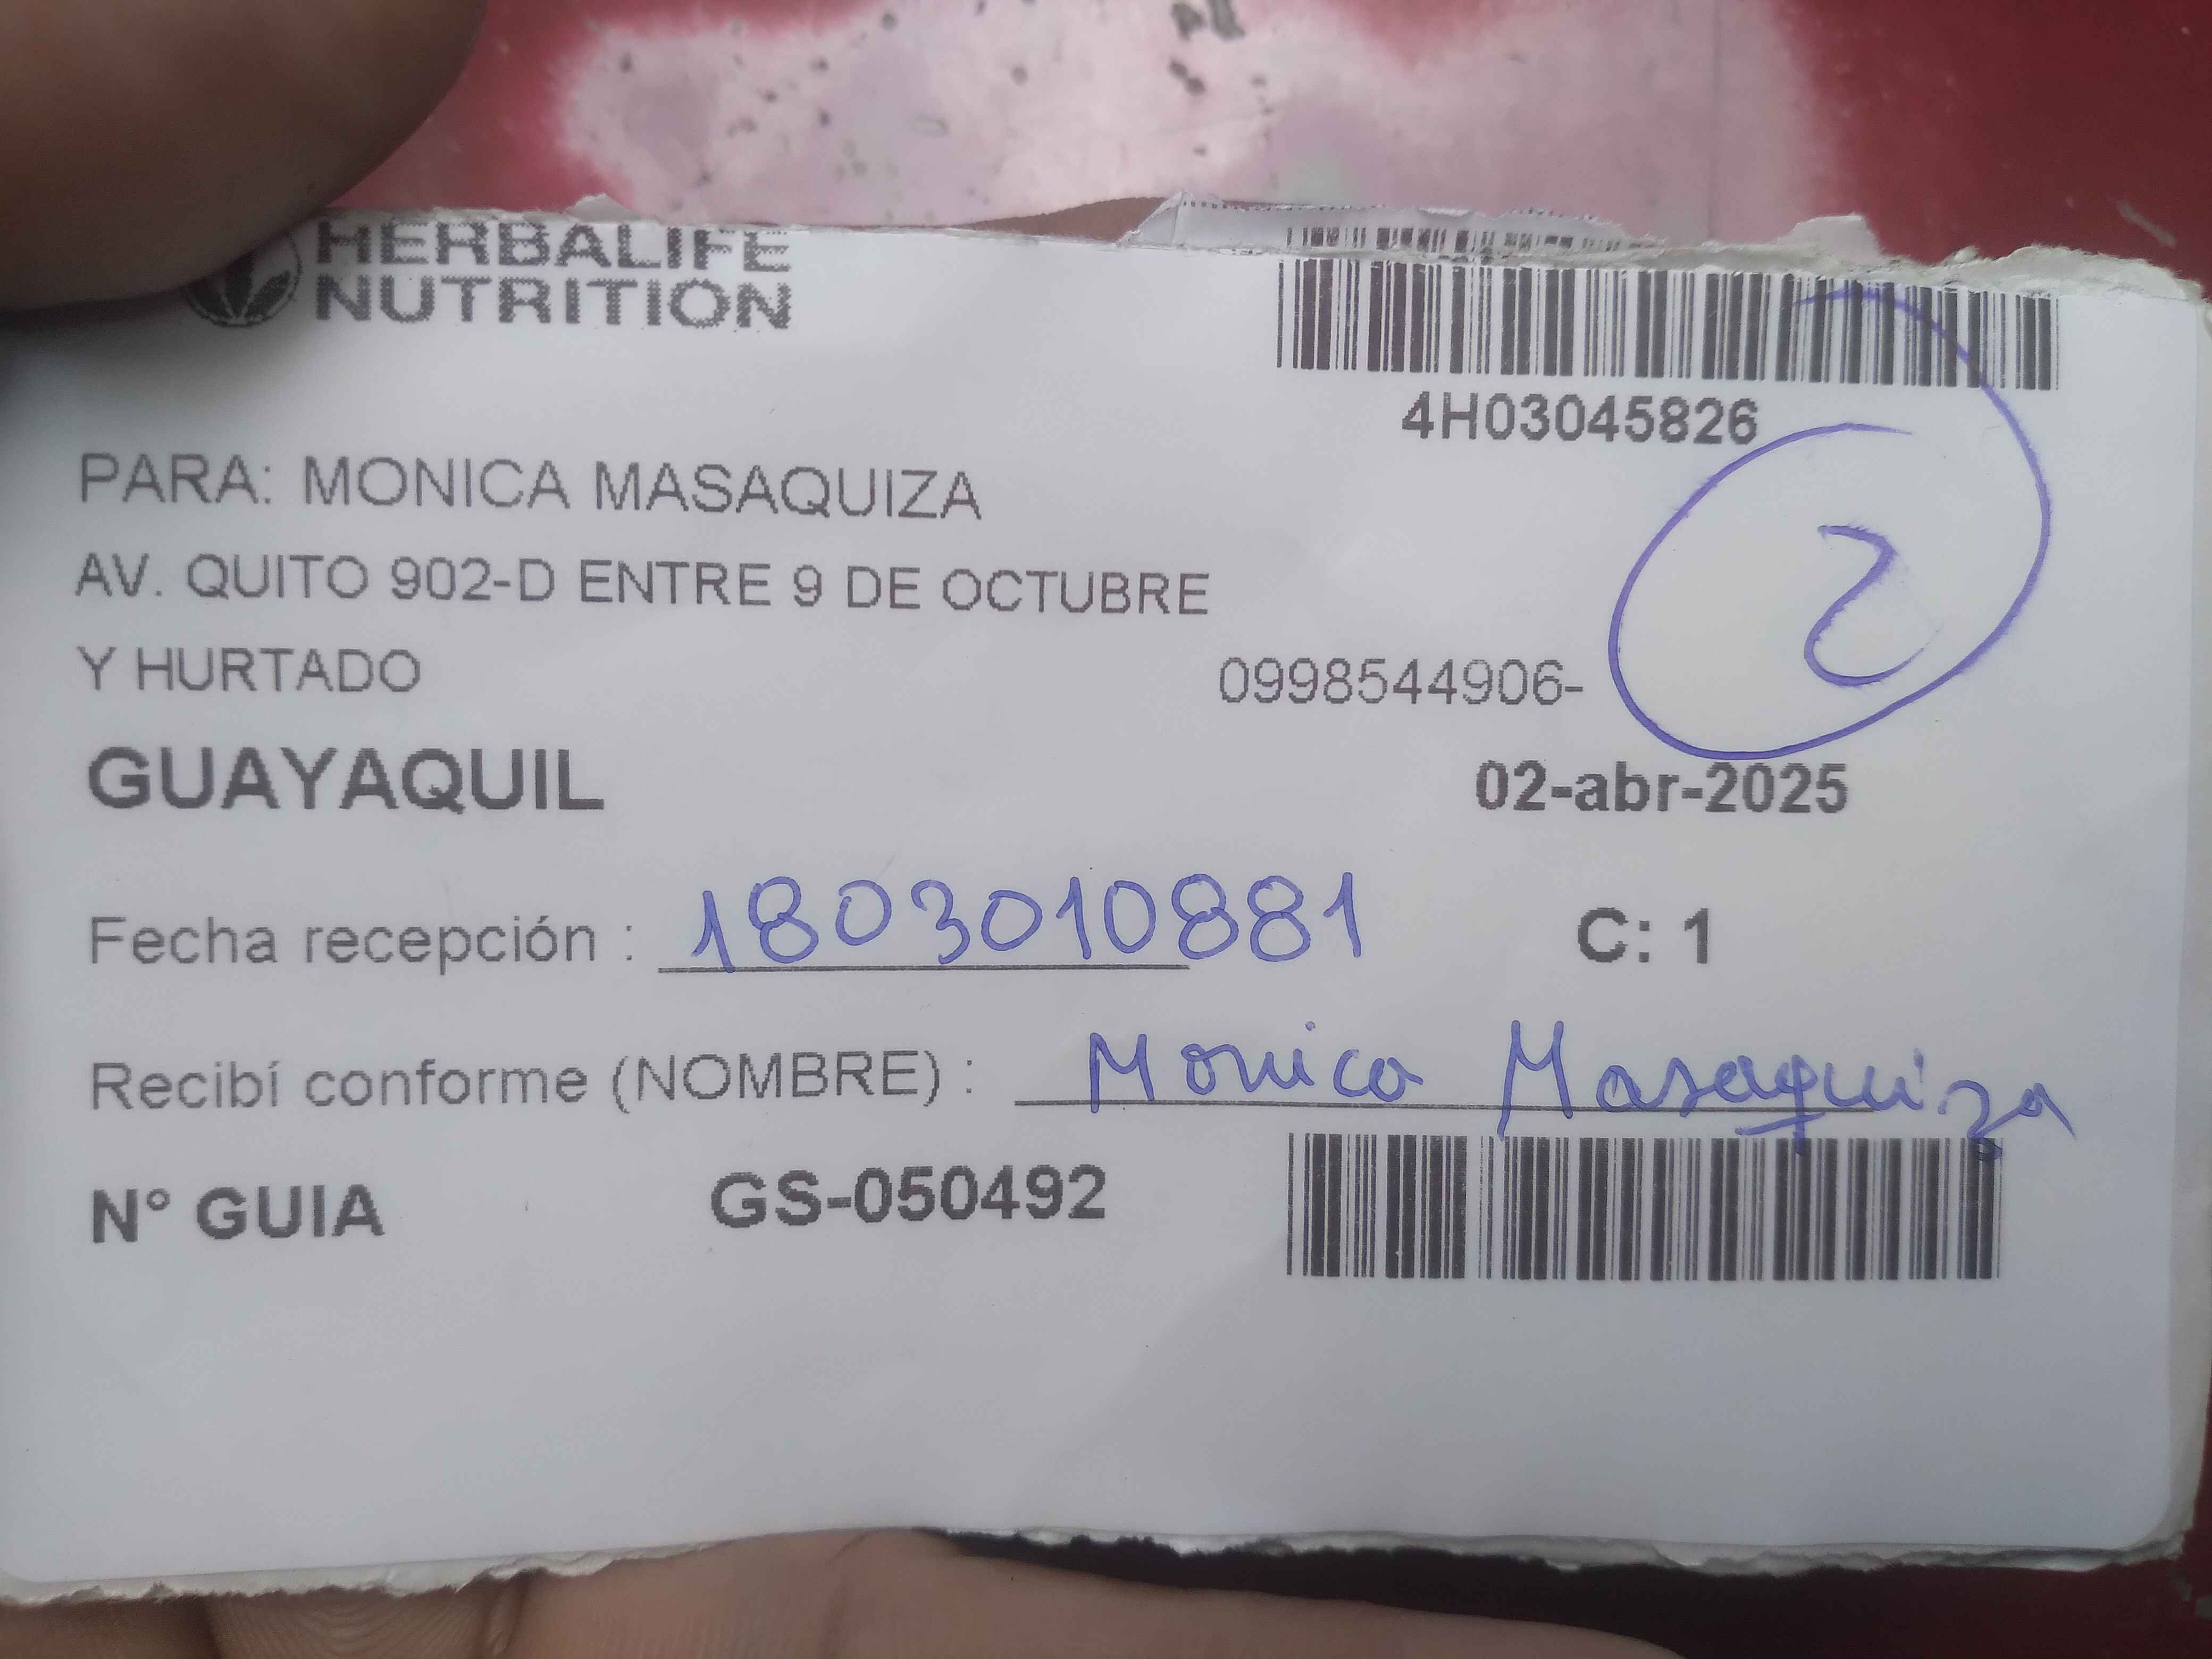 HERBALIFE
NUTRITION
4H03045826
PARA: MONICA MASAQUIZA
AV. QUITO 902-D ENTRE 9 DE OCTUBRE
Y HURTADO
0998544906-
2
GUAYAQUIL
02-abr-2025
Fecha recepción : 1803010881
C: 1
Recibí conforme (NOMBRE) : Monica Masaquiza
N° GUIA GS-050492